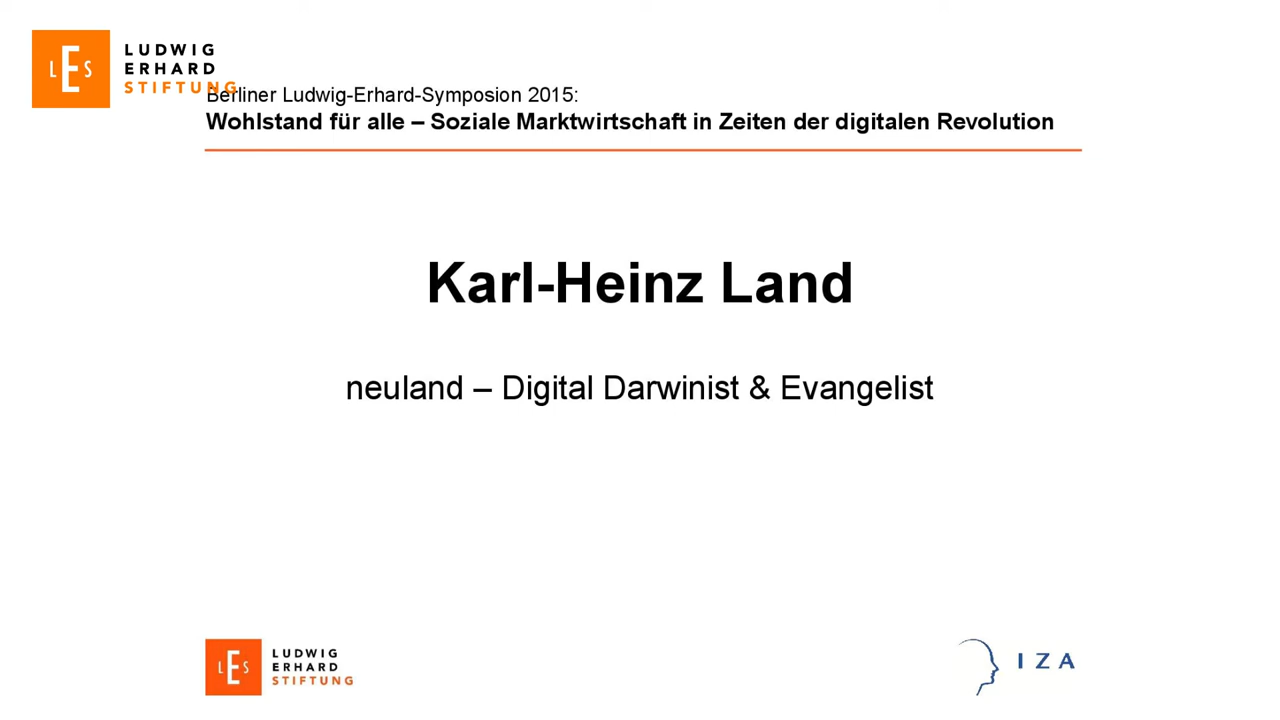 LES
LUDWIG
ERHARD
STIFTUNG
Berliner Ludwig-Erhard-Symposion 2015:
Wohlstand für alle – Soziale Marktwirtschaft in Zeiten der digitalen Revolution
Karl-Heinz Land
neuland – Digital Darwinist & Evangelist
LES
LUDWIG
ERHARD
STIFTUNG
IZA